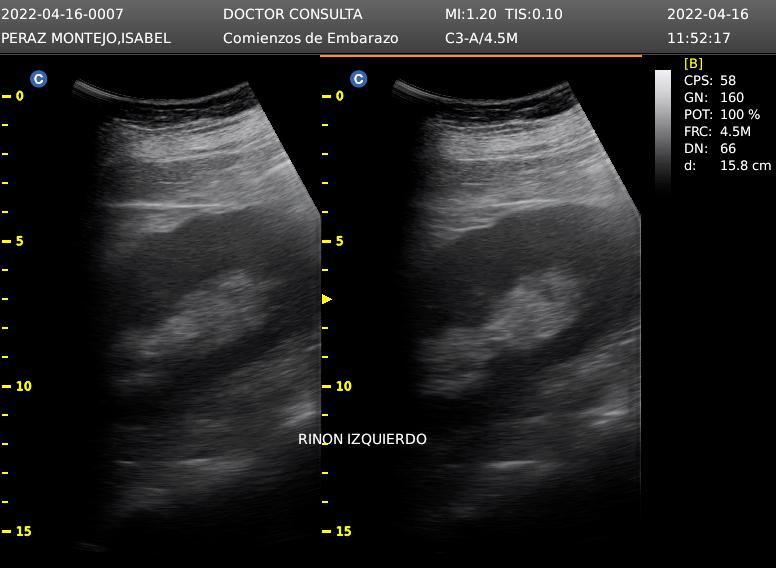 2022-04-16-0007 DOCTOR CONSULTA MI:1.20 TIS:0.10 2022-04-16
PERAZ MONTEJO,ISABEL Comienzos de Embarazo C3-A/4.5M 11:52:17
[B]
C C
CPS: 58
GN: 160
POT: 100 %
FRC: 4.5M
DN: 66
d: 15.8 cm
0 0
5 5
10 10
RINON IZQUIERDO
15 15